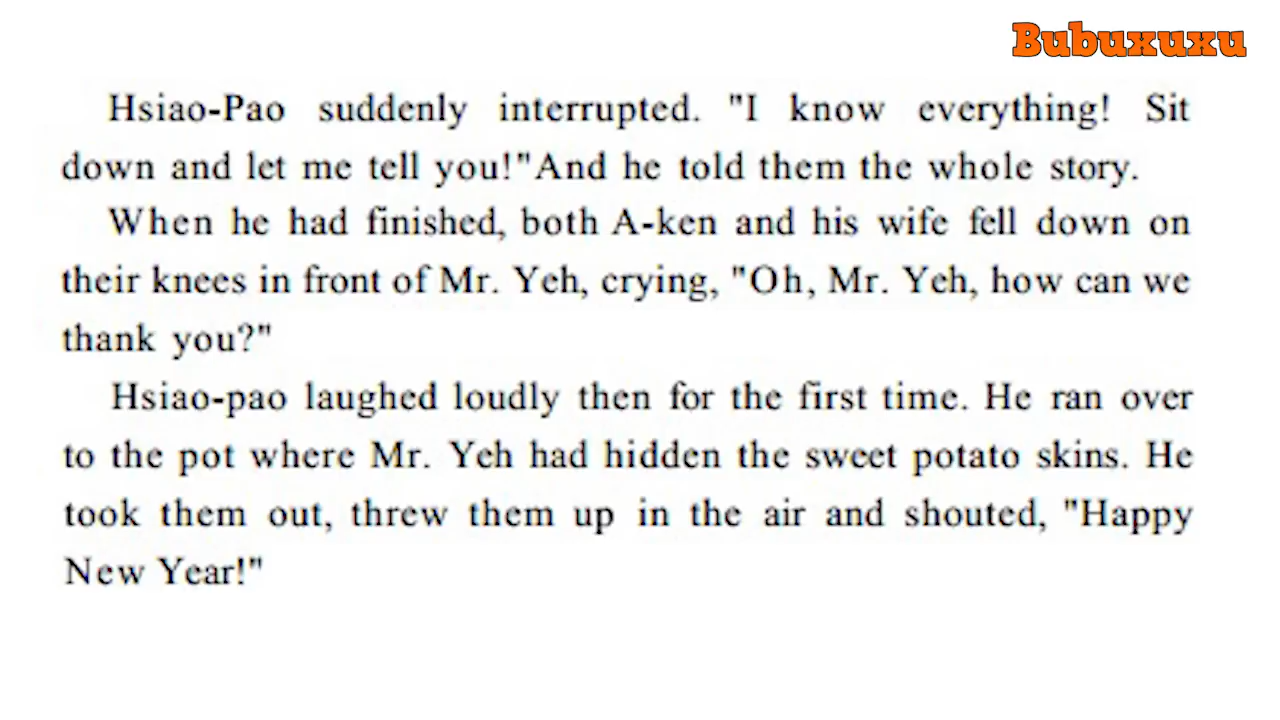 Bubuxuxu
Hsiao-Pao suddenly interrupted. "I know everything! Sit
down and let me tell you!"And he told them the whole story.
When he had finished, both A-ken and his wife fell down on
their knees in front of Mr. Yeh, crying, "Oh, Mr. Yeh, how can we
thank you?"
Hsiao-pao laughed loudly then for the first time. He ran over
to the pot where Mr. Yeh had hidden the sweet potato skins. He
took them out, threw them up in the air and shouted, "Happy
New Year!"